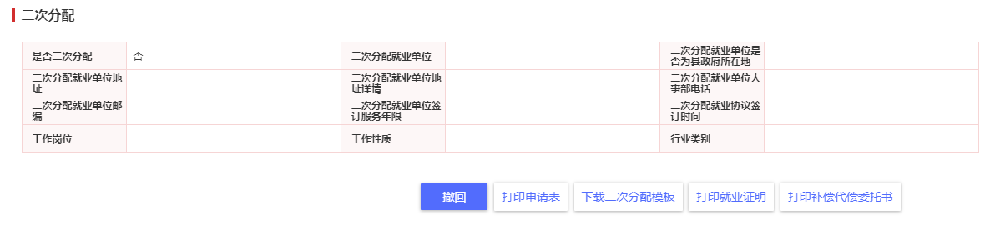 二次分配
是否二次分配 否 二次分配就业单位 二次分配就业单位是
否为县政府所在地
二次分配就业单位地
址
二次分配就业单位地
址详情
二次分配就业单位人
事部电话
二次分配就业单位邮
编
二次分配就业单位签
订服务年限
二次分配就业协议签
订时间
工作岗位 工作性质 行业类别
撤回 打印申请表 下载二次分配模板 打印就业证明 打印补偿代偿委托书